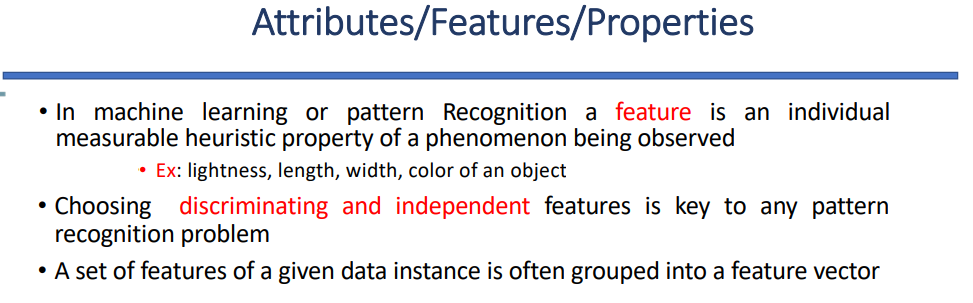 Attributes/Features/Properties
• In machine learning or pattern Recognition a feature is an individual
measurable heuristic property of a phenomenon being observed
• Ex: lightness, length, width, color of an object
• Choosing discriminating and independent features is key to any pattern
recognition problem
• A set of features of a given data instance is often grouped into a feature vector